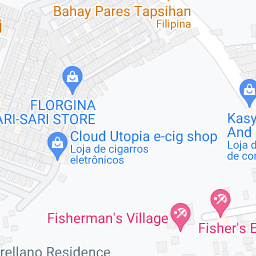 Bahay Pares Tapsihan
Filipina
FLORGINA
ARI-SARI STORE
Kasy
And
Loja d
de co
Cloud Utopia e-cig shop
Loja de cigarros
eletrônicos
Fisherman's Village
Fisher's E
rellano Residence